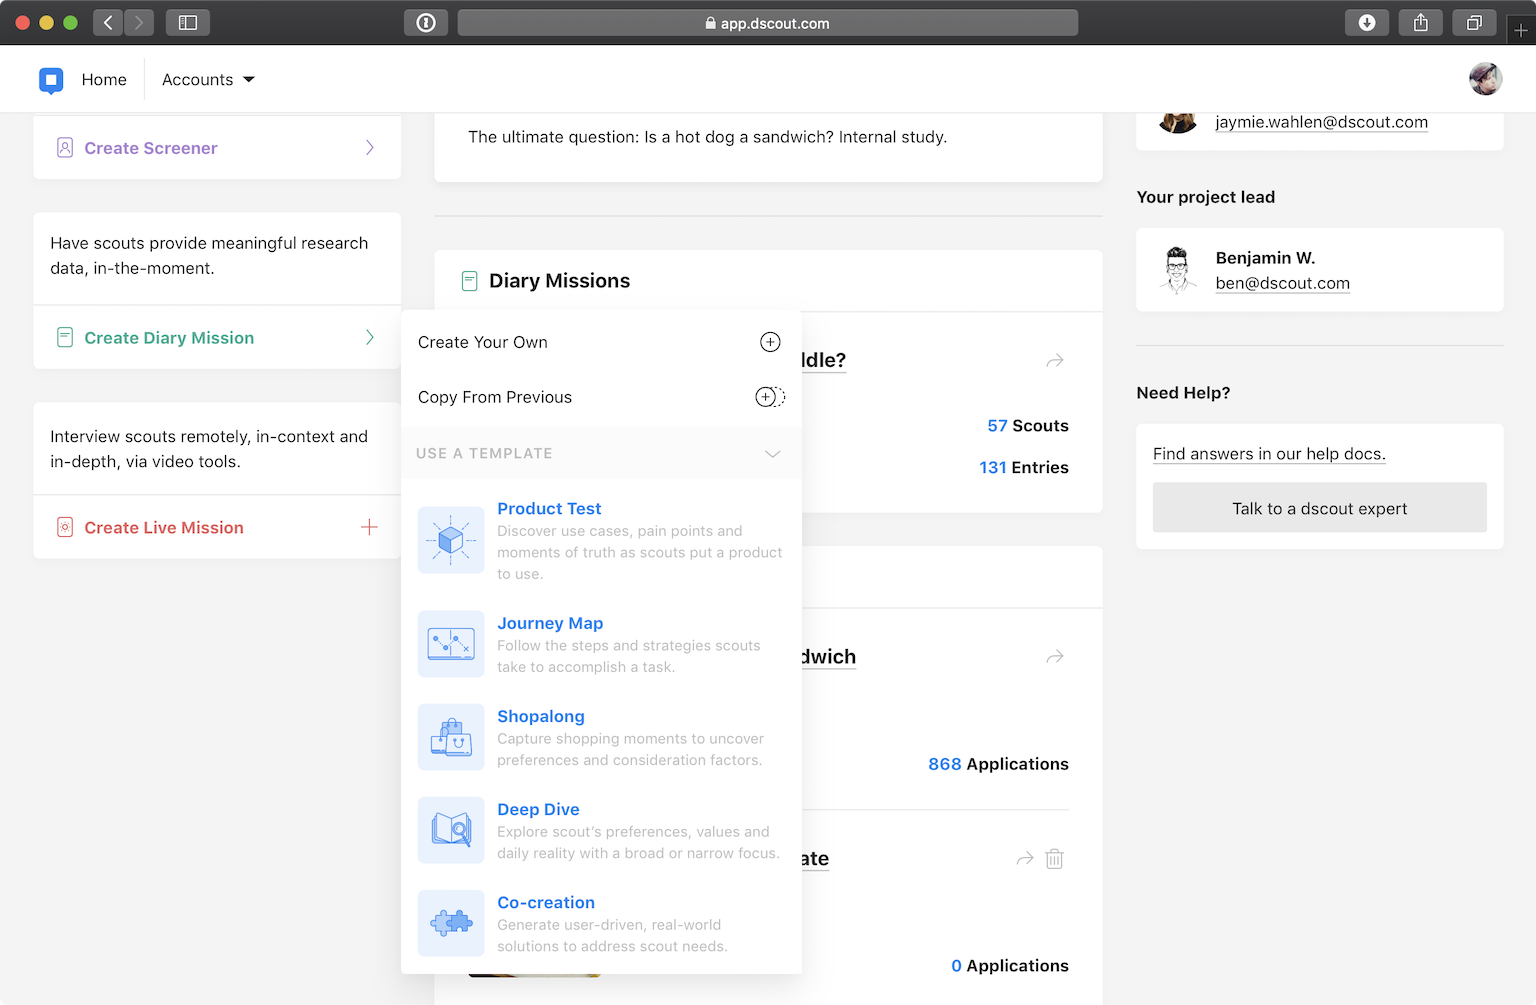 app.dscout.com
Home
Accounts
Create Screener
Have scouts provide meaningful research
data, in-the-moment.
Create Diary Mission
Interview scouts remotely, in-context and
in-depth, via video tools.
Create Live Mission
The ultimate question: Is a hot dog a sandwich? Internal study.
Diary Missions
Create Your Own
Copy From Previous
USE A TEMPLATE
Product Test
Discover use cases, pain points and
moments of truth as scouts put a product
to use.
Journey Map
Follow the steps and strategies scouts
take to accomplish a task.
Shopalong
Capture shopping moments to uncover
preferences and consideration factors.
Deep Dive
Explore scout's preferences, values and
daily reality with a broad or narrow focus.
Co-creation
Generate user-driven, real-world
solutions to address scout needs.
ldle?
57 Scouts
131 Entries
dwich
868 Applications
ate
0 Applications
jaymie.wahlen@dscout.com
Your project lead
Benjamin W.
ben@dscout.com
Need Help?
Find answers in our help docs.
Talk to a dscout expert